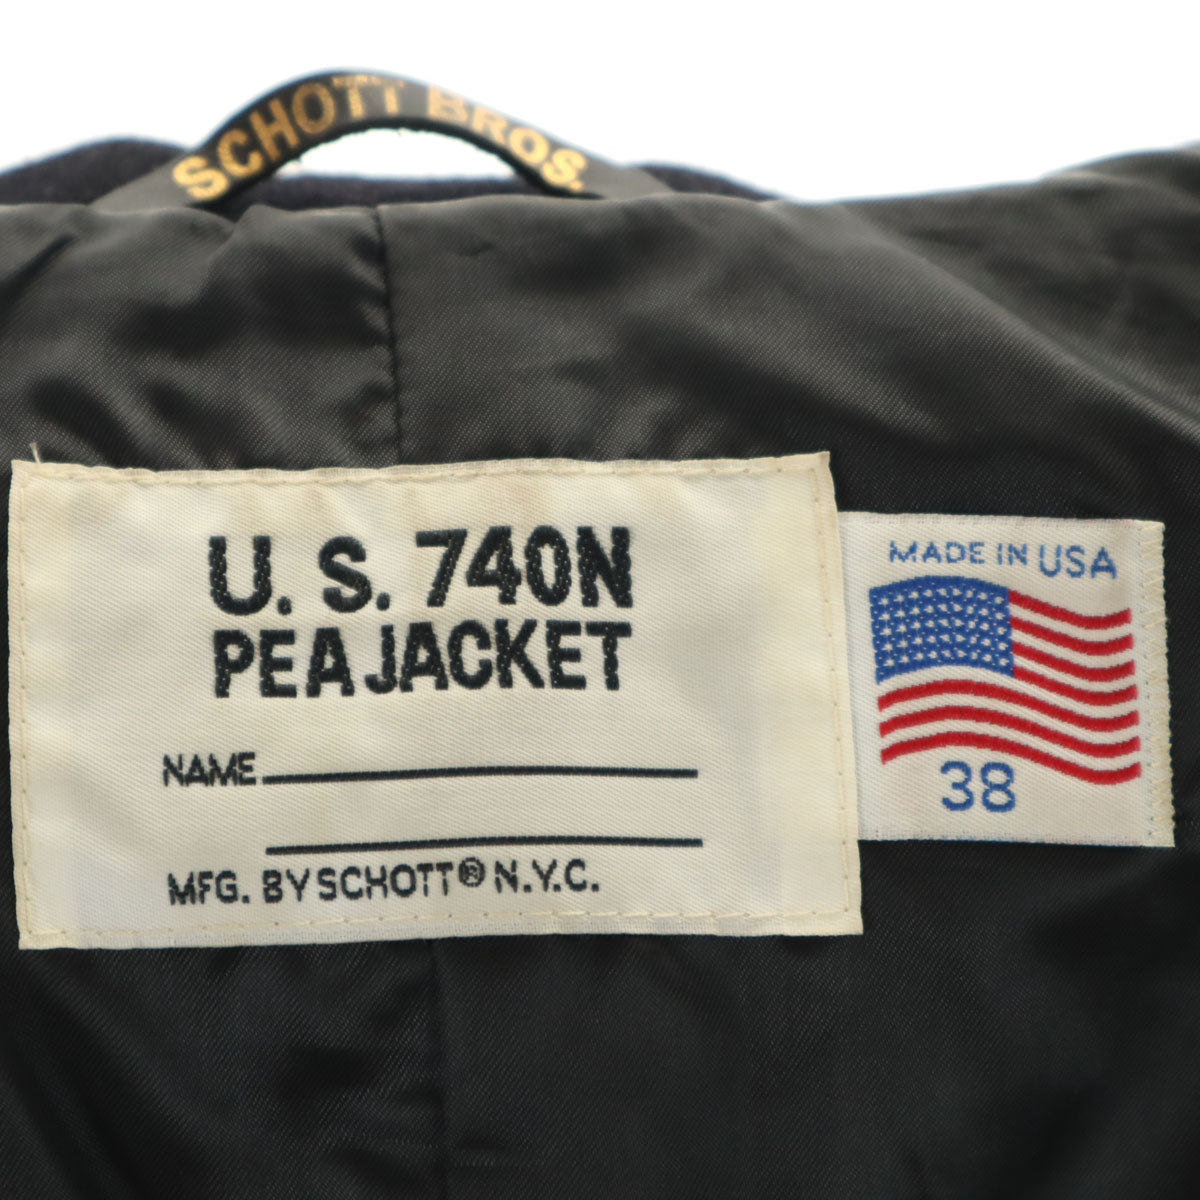 SCHOTT BROS.
U. S. 740N
PEA JACKET
NAME
MFG. BY SCHOTT® N.Y.C.
MADE IN USA
38